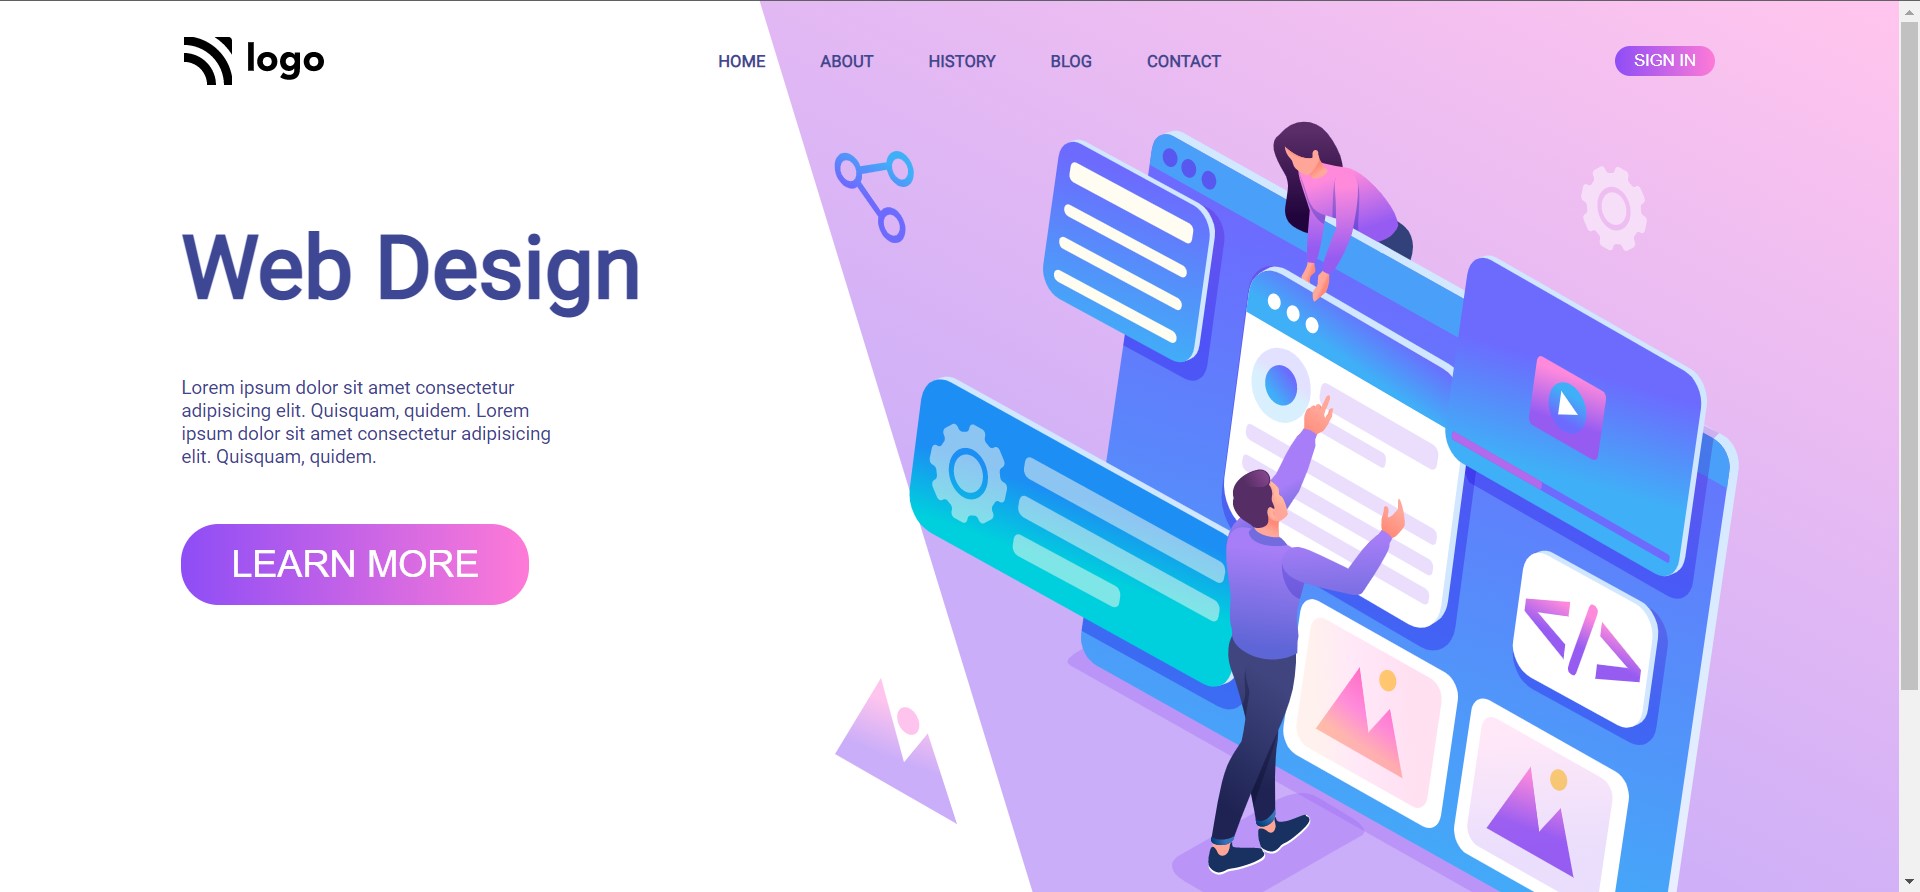 logo
HOME ABOUT HISTORY BLOG CONTACT
SIGN IN
Web Design
Lorem ipsum dolor sit amet consectetur
adipisicing elit. Quisquam, quidem. Lorem
ipsum dolor sit amet consectetur adipisicing
elit. Quisquam, quidem.
LEARN MORE
</>